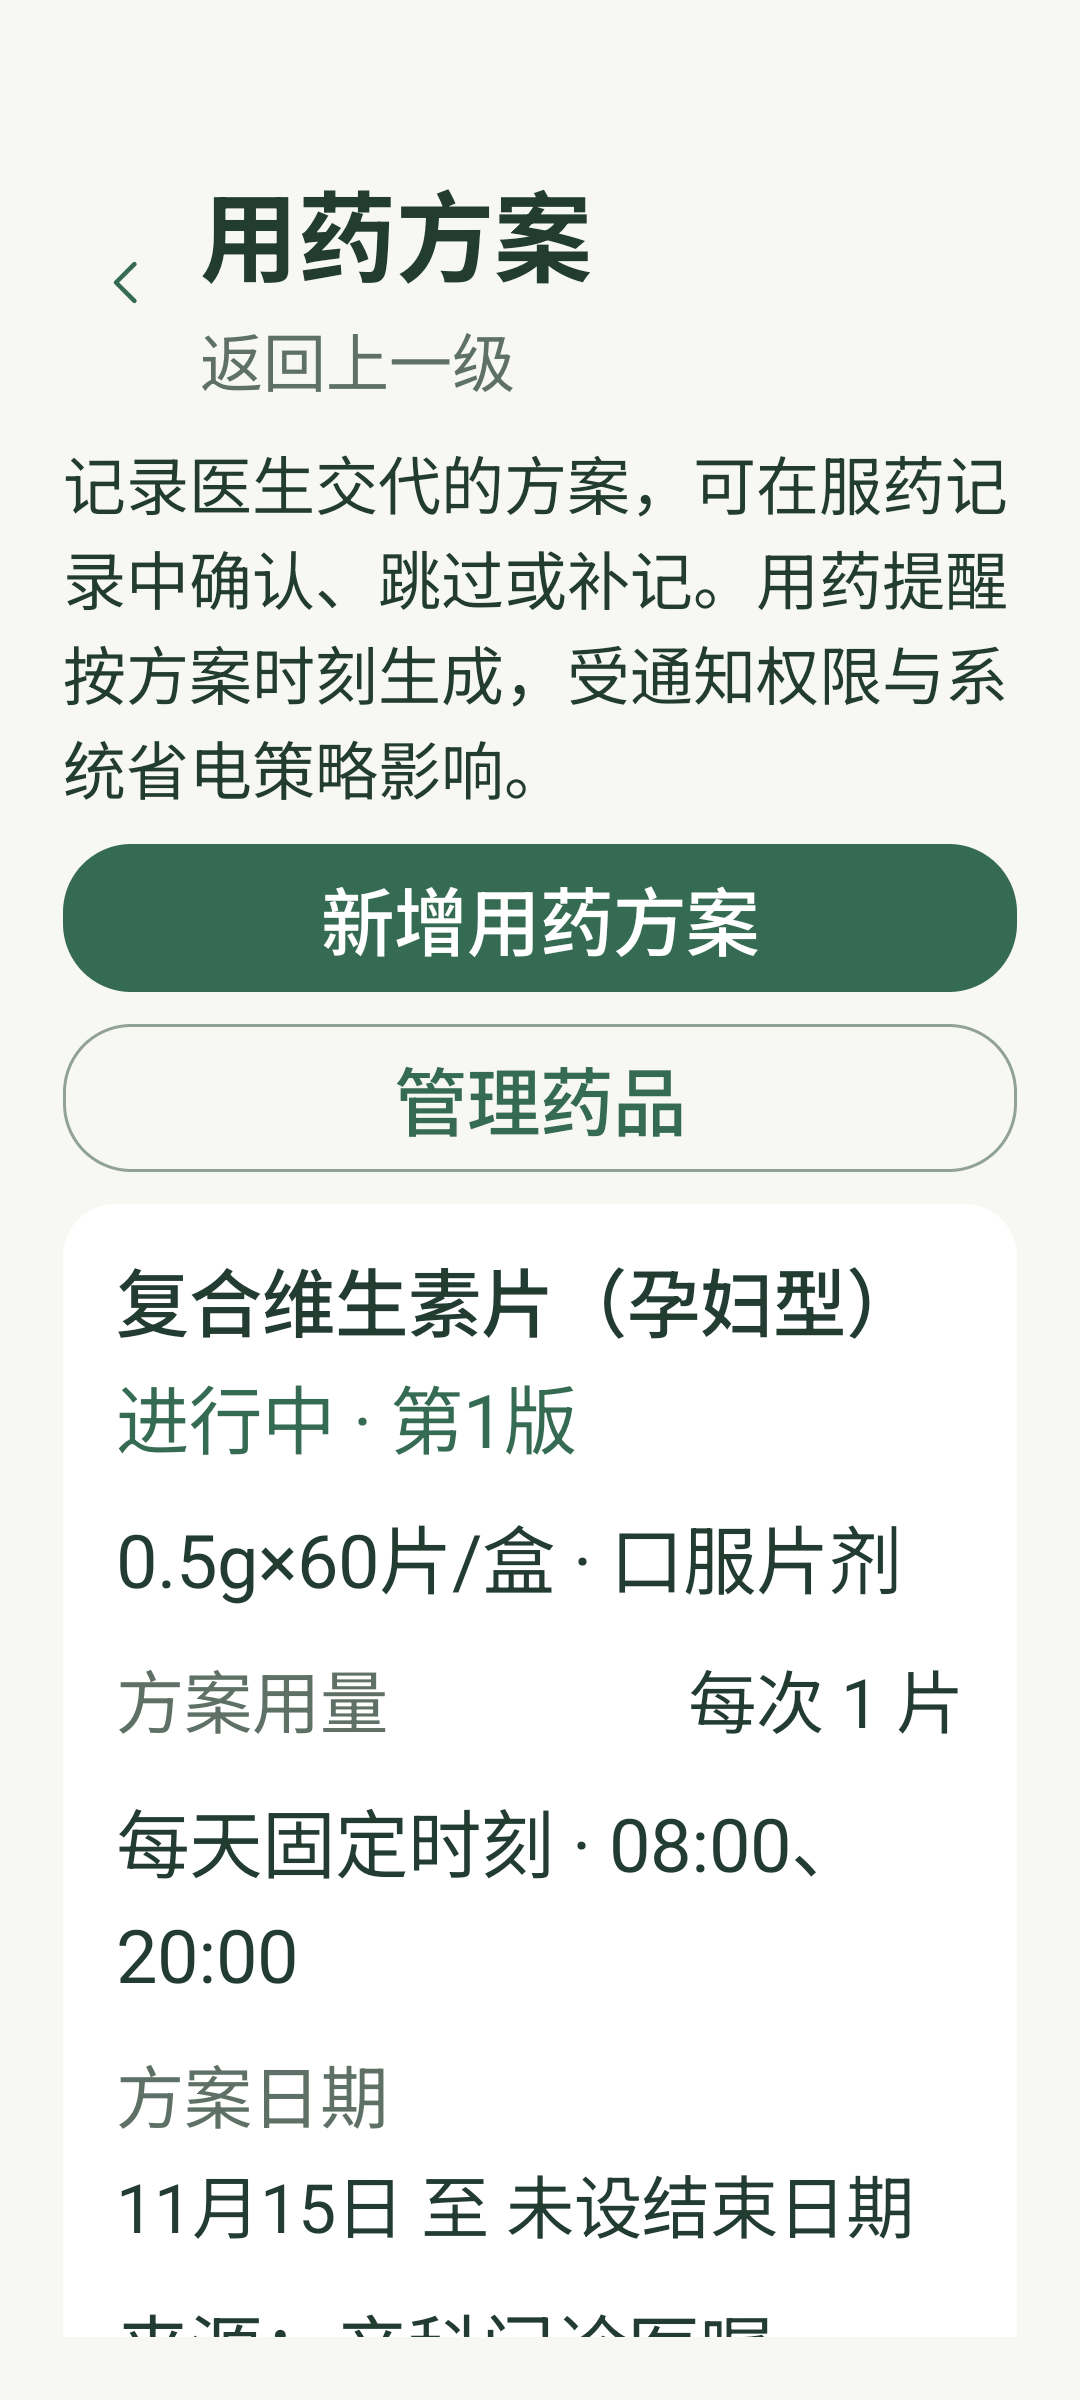 用药方案
返回上一级
记录医生交代的方案，可在服药记
录中确认、跳过或补记。用药提醒
按方案时刻生成，受通知权限与系
统省电策略影响。
新增用药方案
管理药品
复合维生素片（孕妇型）
进行中 · 第1版
0.5g×60片/盒 · 口服片剂
方案用量
每次 1 片
每天固定时刻 · 08:00、
20:00
方案日期
11月15日 至 未设结束日期